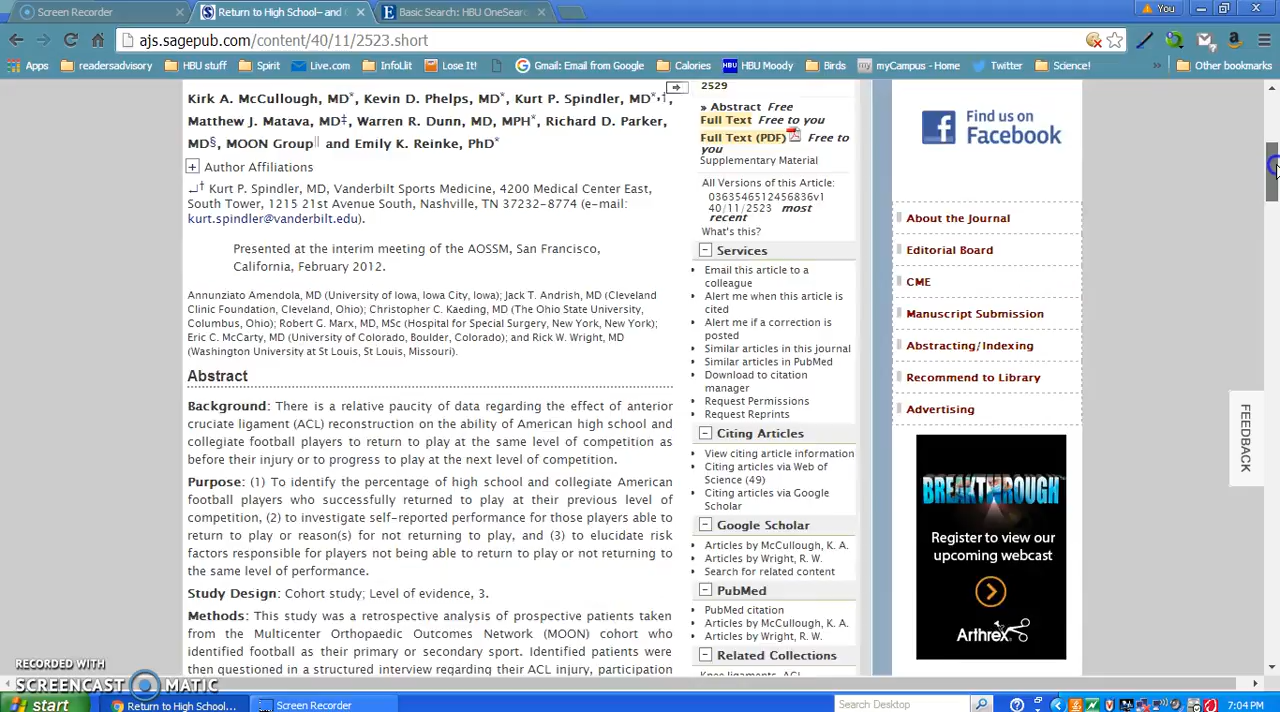 Screen Recorder
Return to High School— and
Basic Search: HBU OneSear
You
ajs.sagepub.com/content/40/11/2523.short
Apps
readersadvisory
HBU stuff
Spirit
Live.com
InfoLit
Lose It!
Gmail: Email from Google
Calories
HBU Moody
Birds
myCampus - Home
Twitter
Science!
Other bookmarks
Kirk A. McCullough, MD*, Kevin D. Phelps, MD*, Kurt P. Spindler, MD*,†,
Matthew J. Matava, MD‡, Warren R. Dunn, MD, MPH*, Richard D. Parker,
MD§, MOON Group|| and Emily K. Reinke, PhD*
+ Author Affiliations
↵† Kurt P. Spindler, MD, Vanderbilt Sports Medicine, 4200 Medical Center East,
South Tower, 1215 21st Avenue South, Nashville, TN 37232-8774 (e-mail:
kurt.spindler@vanderbilt.edu).
Presented at the interim meeting of the AOSSM, San Francisco,
California, February 2012.
Annunziato Amendola, MD (University of Iowa, Iowa City, Iowa); Jack T. Andrish, MD (Cleveland
Clinic Foundation, Cleveland, Ohio); Christopher C. Kaeding, MD (The Ohio State University,
Columbus, Ohio); Robert G. Marx, MD, MSc (Hospital for Special Surgery, New York, New York);
Eric C. McCarty, MD (University of Colorado, Boulder, Colorado); and Rick W. Wright, MD
(Washington University at St Louis, St Louis, Missouri).
Abstract
Background: There is a relative paucity of data regarding the effect of anterior
cruciate ligament (ACL) reconstruction on the ability of American high school and
collegiate football players to return to play at the same level of competition as
before their injury or to progress to play at the next level of competition.
Purpose: (1) To identify the percentage of high school and collegiate American
football players who successfully returned to play at their previous level of
competition, (2) to investigate self-reported performance for those players able to
return to play or reason(s) for not returning to play, and (3) to elucidate risk
factors responsible for players not being able to return to play or not returning to
the same level of performance.
Study Design: Cohort study; Level of evidence, 3.
Methods: This study was a retrospective analysis of prospective patients taken
from the Multicenter Orthopaedic Outcomes Network (MOON) cohort who
identified football as their primary or secondary sport. Identified patients were
then questioned in a structured interview regarding their ACL injury, participation
2529
» Abstract Free
Full Text Free to you
Full Text (PDF) Free to
you
Supplementary Material
All Versions of this Article:
0363546512456836v1
40/11/2523 most
recent
What's this?
Services
Email this article to a
colleague
Alert me when this article is
cited
Alert me if a correction is
posted
Similar articles in this journal
Similar articles in PubMed
Download to citation
manager
Request Permissions
Request Reprints
Citing Articles
View citing article information
Citing articles via Web of
Science (49)
Citing articles via Google
Scholar
Google Scholar
Articles by McCullough, K. A.
Articles by Wright, R. W.
Search for related content
PubMed
PubMed citation
Articles by McCullough, K. A.
Articles by Wright, R. W.
Related Collections
Knee ligaments, ACL
Find us on
Facebook
About the Journal
Editorial Board
CME
Manuscript Submission
Abstracting/Indexing
Recommend to Library
Advertising
BREAKTHROUGH
Register to view our
upcoming webcast
Arthrex
FEEDBACK
RECORDED WITH
SCREENCAST MATIC
start
Return to High School...
Screen Recorder
Search Desktop
7:04 PM